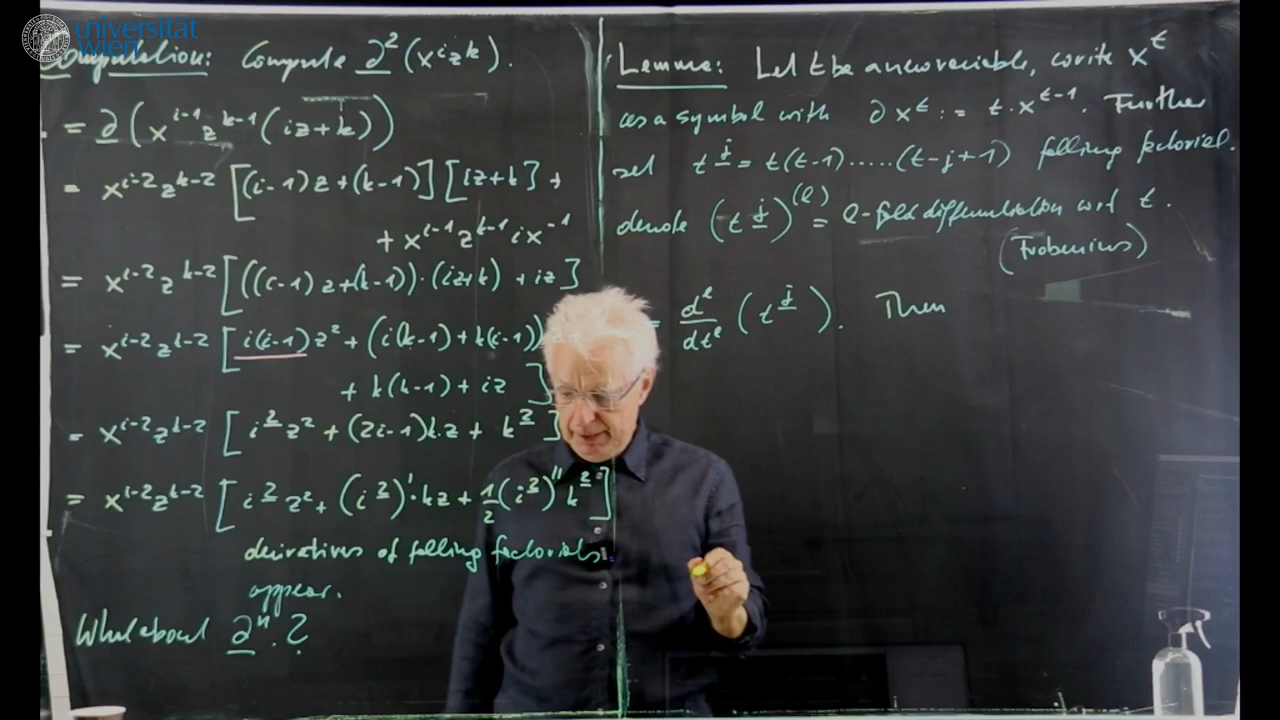 universität
wien
Computation: Compute ∂²(xⁱzᵏ).
= ∂(xⁱ⁻¹zᵏ⁻¹(iz+k))
= xⁱ⁻²zᵏ⁻²[(i-1)z+(k-1)][iz+k] +
+ xⁱ⁻¹zᵏ⁻¹ix⁻¹
= xⁱ⁻²zᵏ⁻²[((i-1)z+(k-1))·(iz+k) + iz]
= xⁱ⁻²zᵏ⁻²[i(i-1)z² + (i(k-1)+k(i-1))z+
+ k(k-1) + iz]
= xⁱ⁻²zᵏ⁻²[i²z² + (2i-1)k·z + k²]
= xⁱ⁻²zᵏ⁻²[i²z² + (i²)'·kz + ½(i²)''k²]
derivatives of falling factorials
appear.
What about ∂ⁿ.?
Lemma: Let t be a new variable, write xᵗ
as a symbol with ∂xᵗ := t·xᵗ⁻¹. Further
set tʲ = t(t-1).....(t-j+1) falling factorial.
denote (tʲ)⁽ˡ⁾ = l-fold differentiation wrt t.
(Frobenius)
= dˡ/dtˡ (tʲ). Then